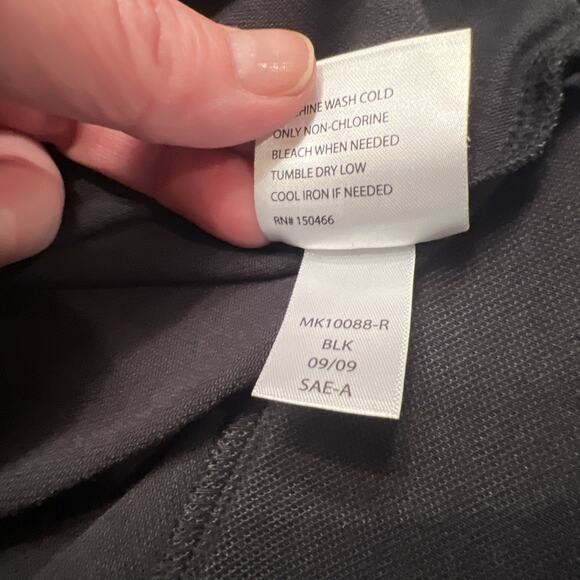 WASH COLD
ONLY NON-CHLORINE
BLEACH WHEN NEEDED
TUMBLE DRY LOW
COOL IRON IF NEEDED
RN# 150466
MK10088-R
BLK
09/09
SAE-A